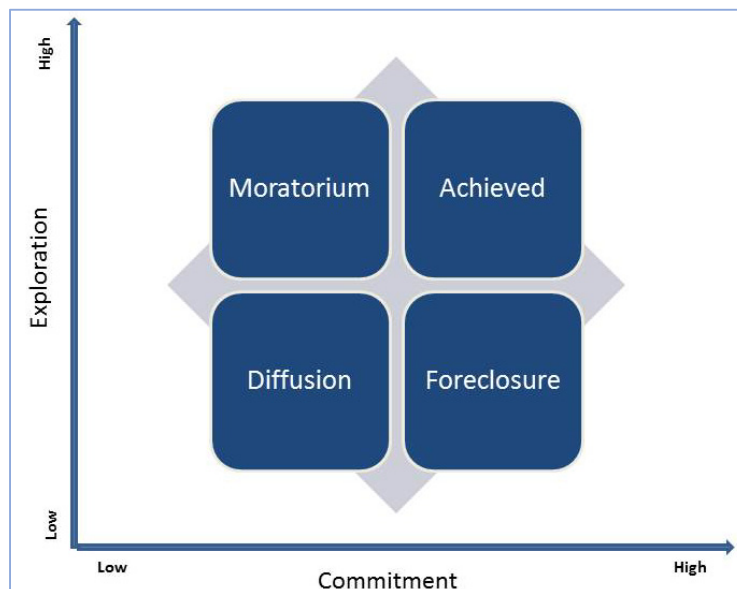 High
Moratorium
Achieved
Exploration
Diffusion
Foreclosure
Low
Low
High
Commitment